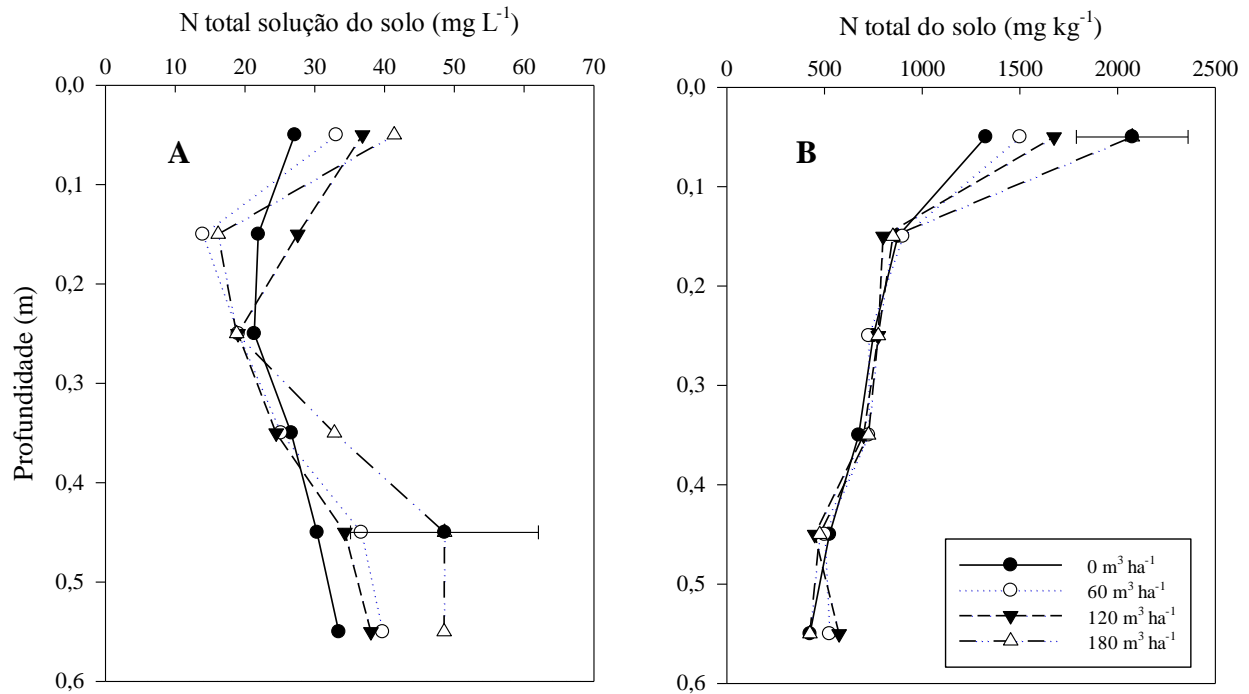 N total solução do solo (mg L⁻¹)
0 10 20 30 40 50 60 70
0,0
0,1
0,2
0,3
0,4
0,5
0,6
Profundidade (m)
A
N total do solo (mg kg⁻¹)
0 500 1000 1500 2000 2500
0,0
0,1
0,2
0,3
0,4
0,5
0,6
B
0 m³ ha⁻¹
60 m³ ha⁻¹
120 m³ ha⁻¹
180 m³ ha⁻¹